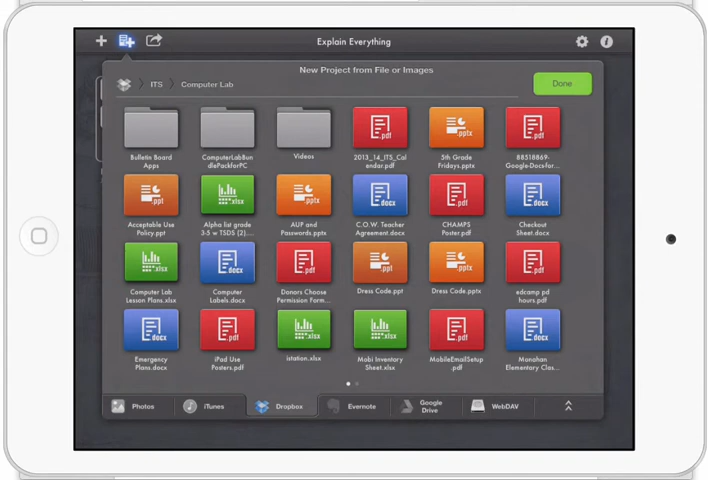 Explain Everything
New Project from File or Images
ITS
Computer Lab
Done
Bulletin Board
Apps
ComputerLabBun
dlePackforPC
Videos
.pdf
2013_14_ITS_Cal
endar.pdf
.pptx
5th Grade
Fridays.pptx
.pdf
88518869-
Google-Docs-for...
.ppt
Acceptable Use
Policy.ppt
.xlsx
Alpha list grade
3-5 w TSDS (2)....
.pptx
AUP and
Passwords.pptx
.docx
C.O.W. Teacher
Agreement.docx
.pdf
CHAMPS
Poster.pdf
.docx
Checkout
Sheet.docx
.xlsx
Computer Lab
Lesson Plans.xlsx
.docx
Computer
Labels.docx
.pdf
Donors Choose
Permission Form...
.ppt
Dress Code.ppt
.pptx
Dress Code.pptx
.pdf
edcamp pd
hours.pdf
.docx
Emergency
Plans.docx
.pdf
iPad Use
Posters.pdf
.xlsx
istation.xlsx
.xlsx
Mobi Inventory
Sheet.xlsx
.pdf
MobileEmailSetup
.pdf
.docx
Monahan
Elementary Clas...
Photos
iTunes
Dropbox
Evernote
Google
Drive
WebDAV